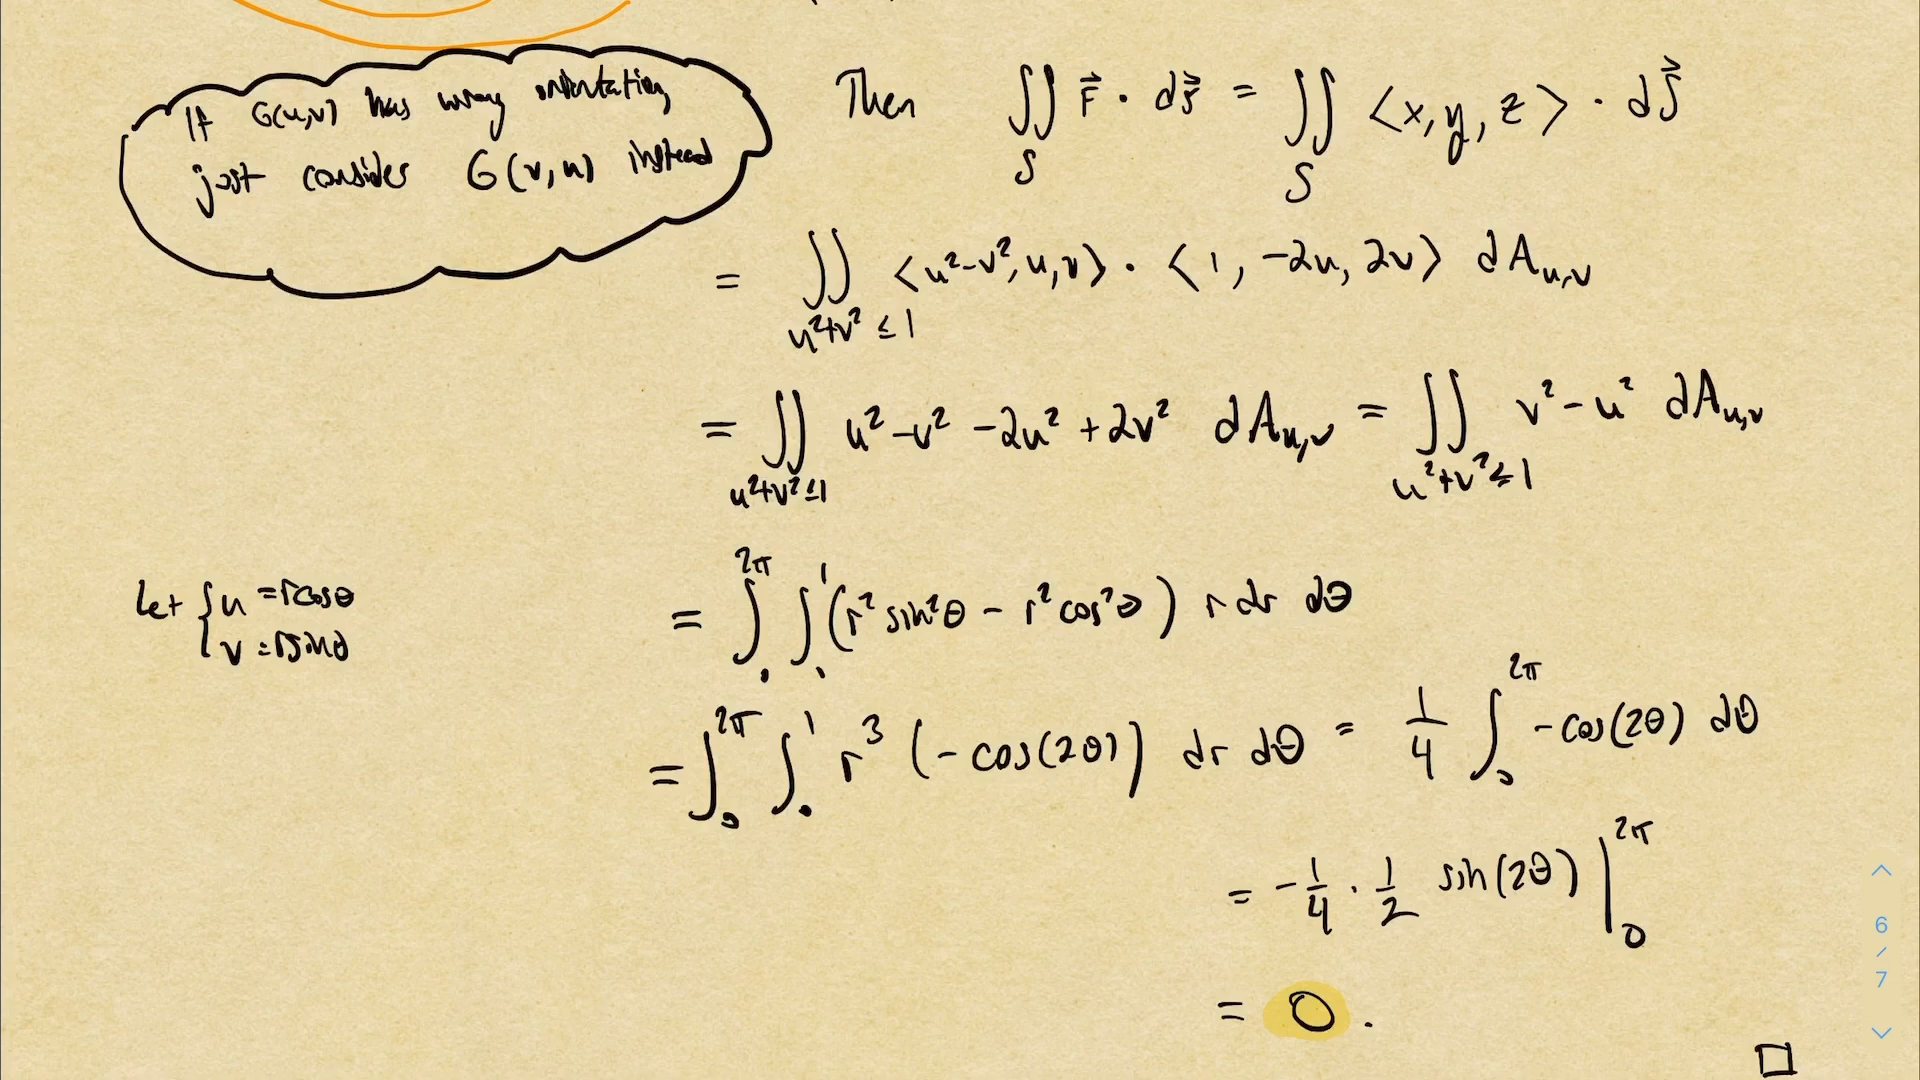 If G(u,v) has wrong orientation,
just consider G(v,u) instead
Then ∬_S F⃗ · dS⃗ = ∬_S ⟨x, y, z⟩ · dS⃗
= ∬_{u²+v² ≤ 1} ⟨u²-v², u, v⟩ · ⟨1, -2u, 2v⟩ dA_{u,v}
= ∬_{u²+v² ≤ 1} u² - v² - 2u² + 2v² dA_{u,v} = ∬_{u²+v² ≤ 1} v² - u² dA_{u,v}
Let { u = rcosθ
v = rsinθ
= ∫_0^{2π} ∫_0^1 (r² sin²θ - r² cos²θ) r dr dθ
= ∫_0^{2π} ∫_0^1 r³ (-cos(2θ)) dr dθ = 1/4 ∫_0^{2π} -cos(2θ) dθ
= -1/4 · 1/2 sin(2θ) |_0^{2π}
= 0.
□
6
/
7